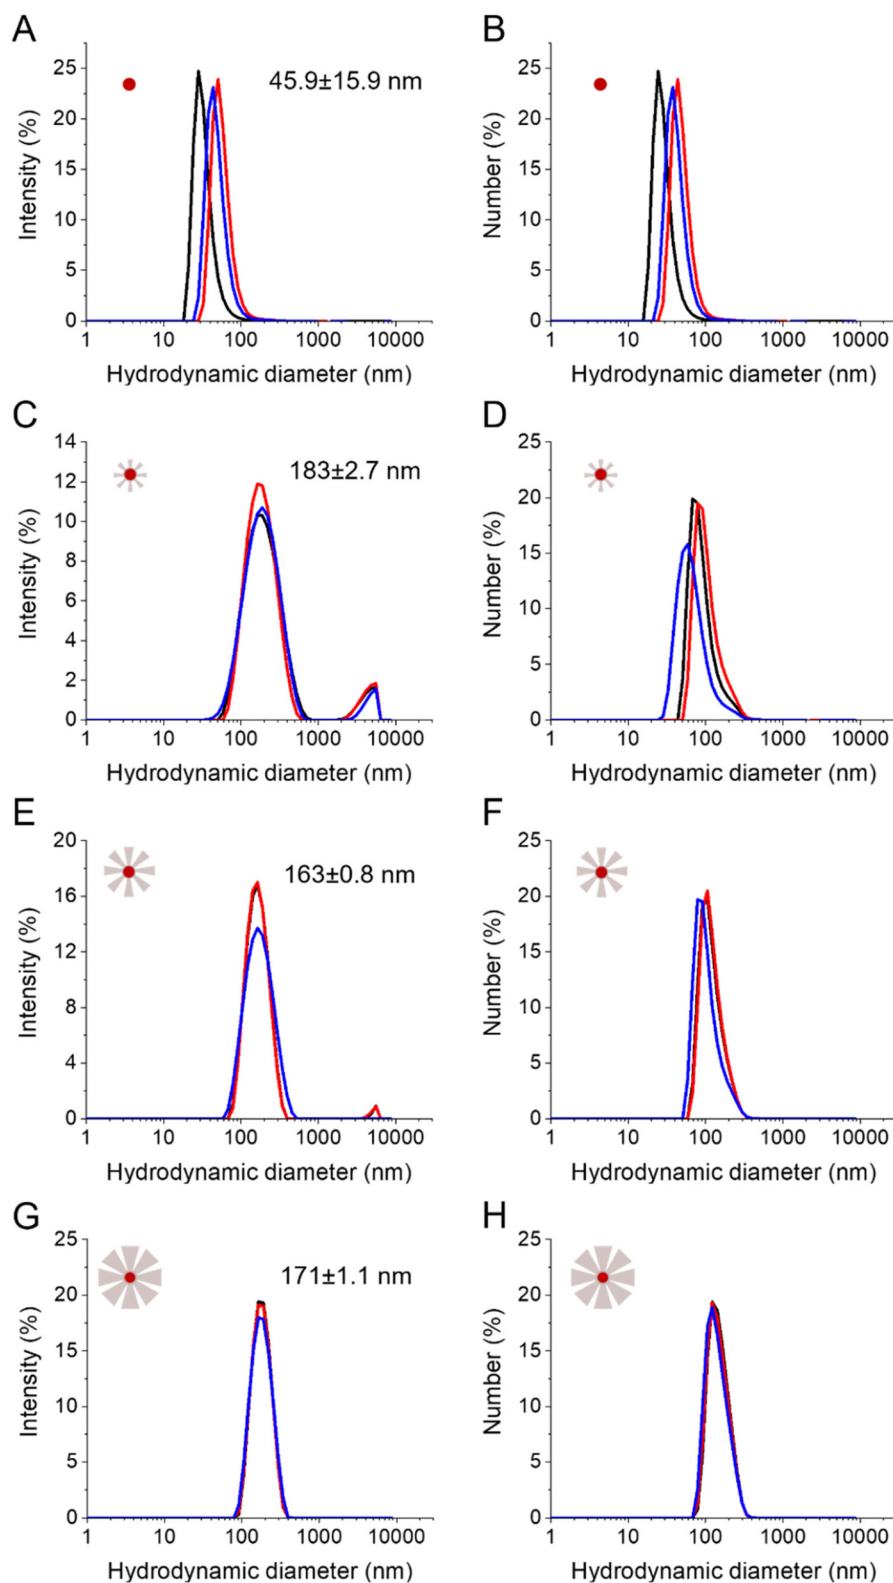 A
B
45.9±15.9 nm
25
20
15
10
5
0
Intensity (%)
1 10 100 1000 10000
Hydrodynamic diameter (nm)
25
20
15
10
5
0
Number (%)
1 10 100 1000 10000
Hydrodynamic diameter (nm)
C
D
183±2.7 nm
14
12
10
8
6
4
2
0
Intensity (%)
1 10 100 1000 10000
Hydrodynamic diameter (nm)
25
20
15
10
5
0
Number (%)
1 10 100 1000 10000
Hydrodynamic diameter (nm)
E
F
163±0.8 nm
20
16
12
8
4
0
Intensity (%)
1 10 100 1000 10000
Hydrodynamic diameter (nm)
25
20
15
10
5
0
Number (%)
1 10 100 1000 10000
Hydrodynamic diameter (nm)
G
H
171±1.1 nm
25
20
15
10
5
0
Intensity (%)
1 10 100 1000 10000
Hydrodynamic diameter (nm)
25
20
15
10
5
0
Number (%)
1 10 100 1000 10000
Hydrodynamic diameter (nm)